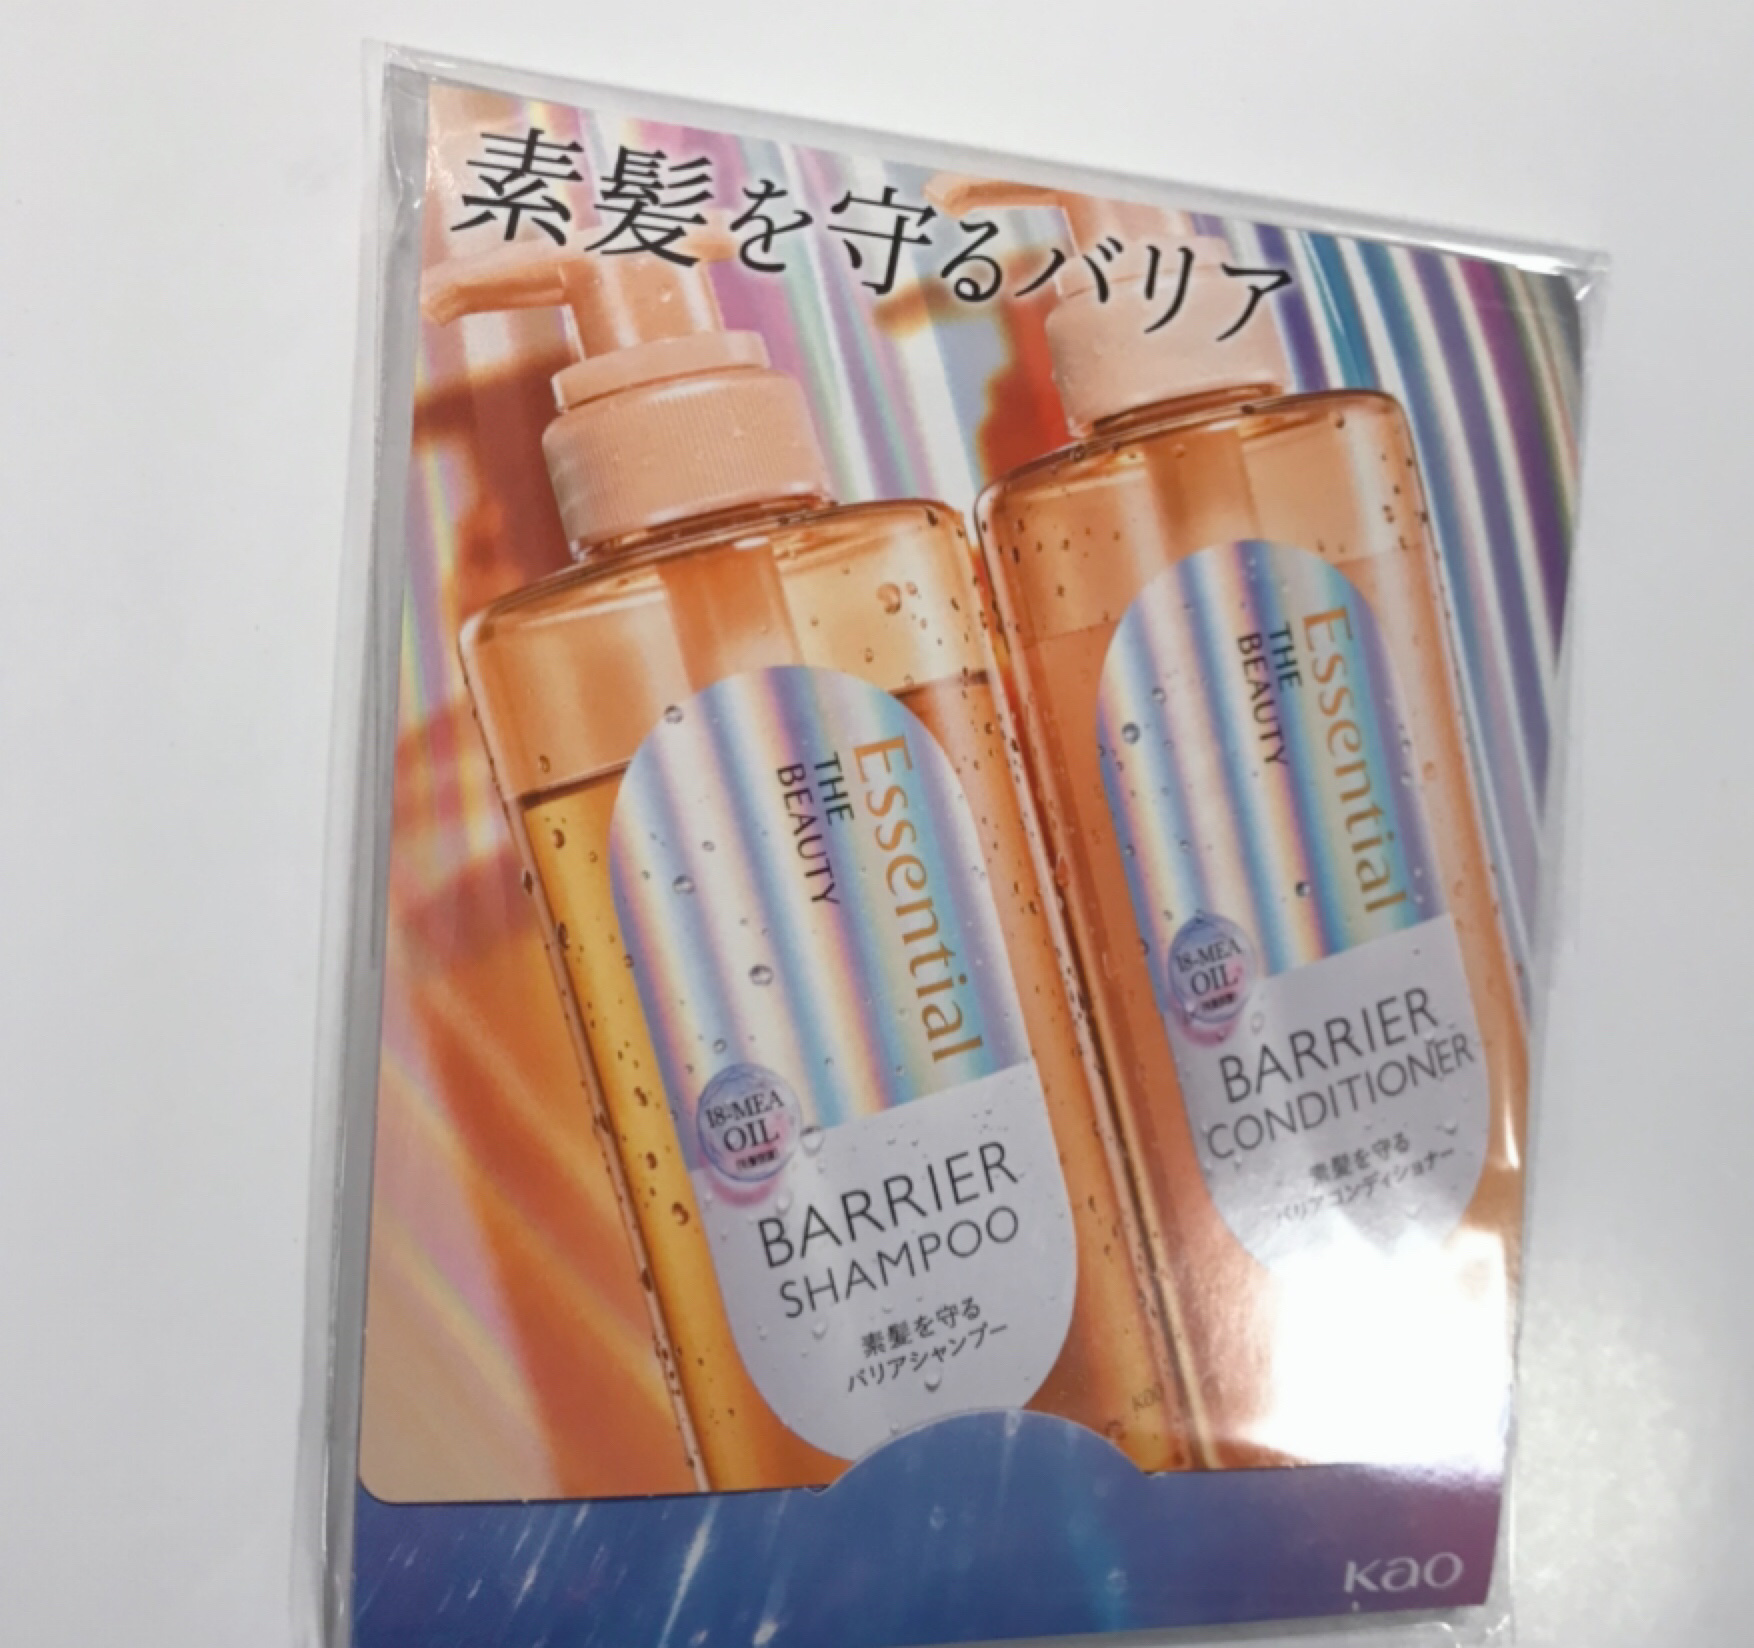 素髪を守るバリア
Essential
THE
BEAUTY
18-MEA
OIL
BARRIER
SHAMPOO
素髪を守る
バリアシャンプー
Essential
THE
BEAUTY
18-MEA
OIL
BARRIER
CONDITIONER
素髪を守る
バリアコンディショナー
Kao
Kao